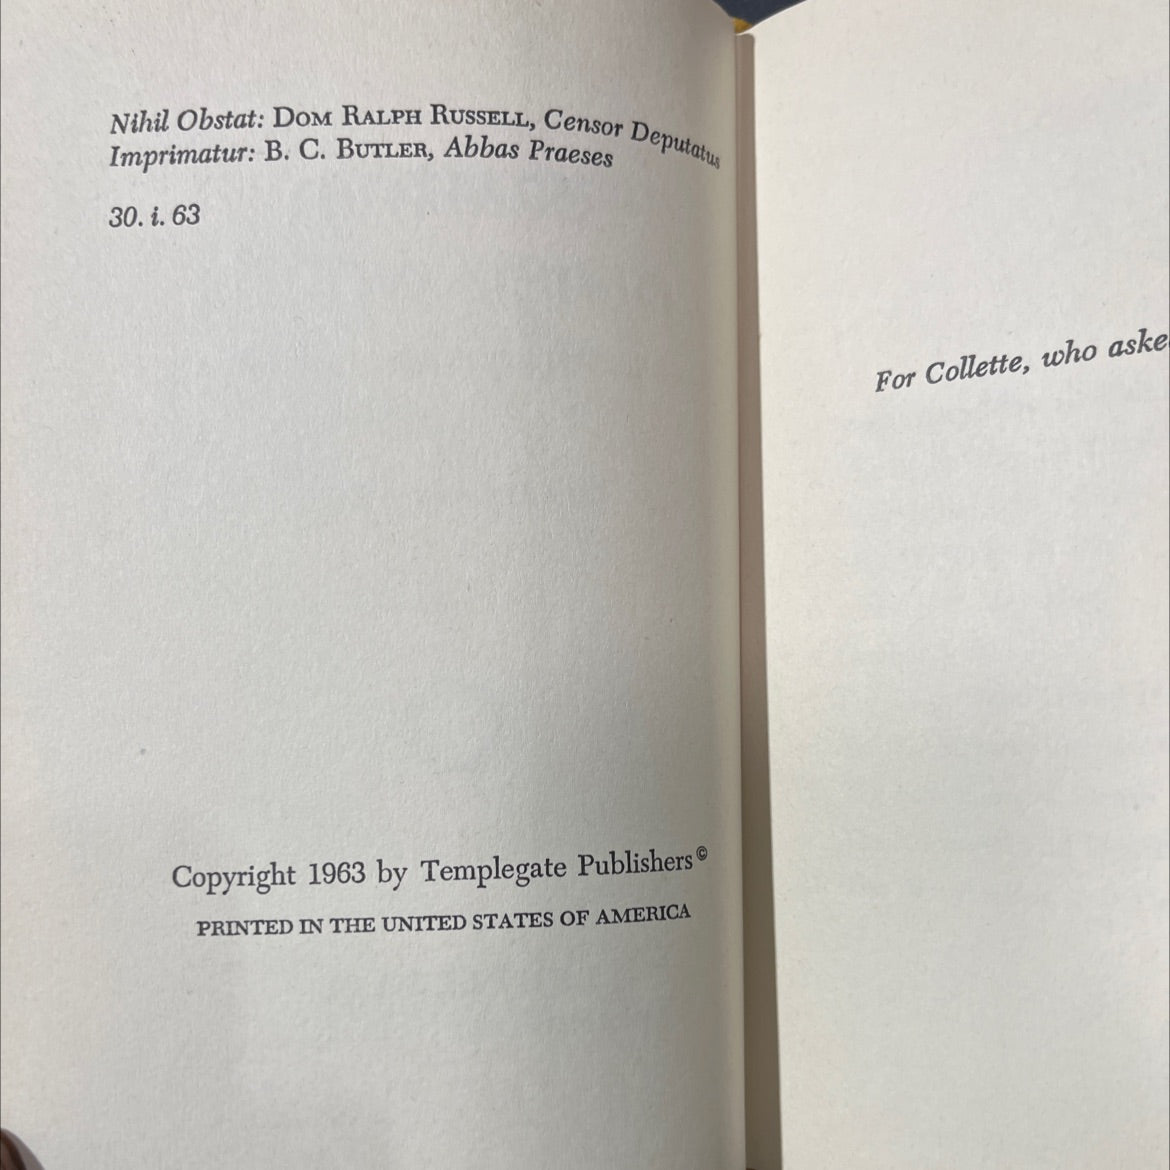 Nihil Obstat: DOM RALPH RUSSELL, Censor Deputatus
Imprimatur: B. C. BUTLER, Abbas Praeses
30. i. 63
Copyright 1963 by Templegate Publishers©
PRINTED IN THE UNITED STATES OF AMERICA
For Collette, who